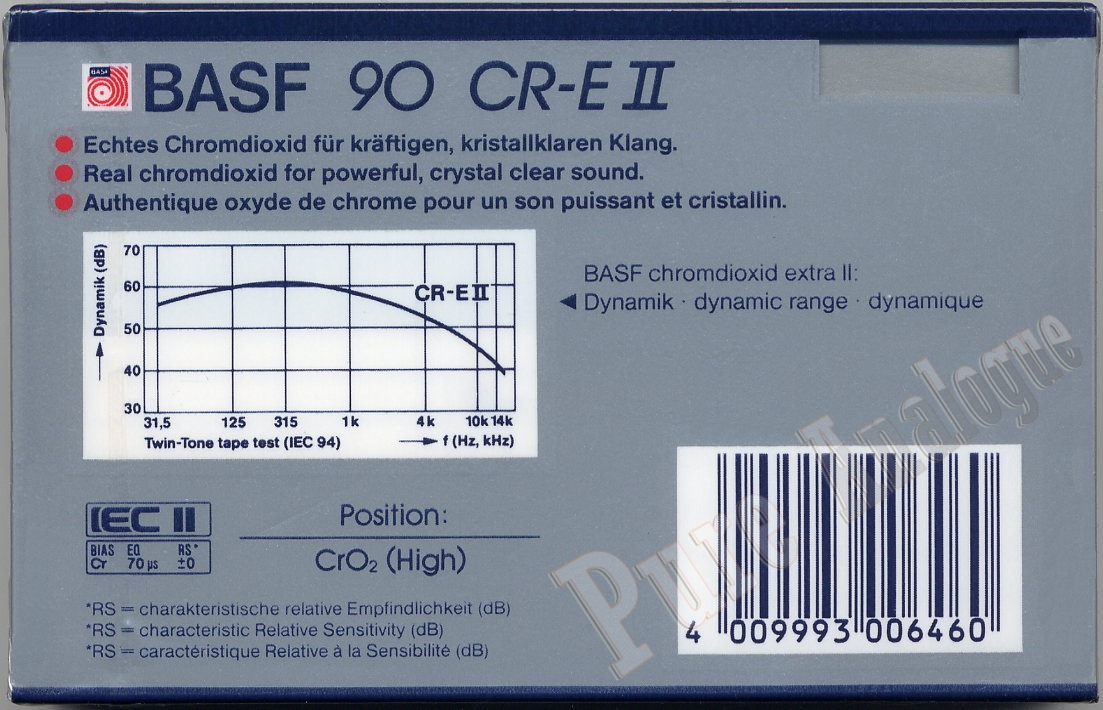 BASF
BASF 90 CR-E II
Echtes Chromdioxid für kräftigen, kristallklaren Klang.
Real chromdioxid for powerful, crystal clear sound.
Authentique oxyde de chrome pour un son puissant et cristallin.
Dynamik (dB)
70
60
50
40
30
CR-E II
31,5 125 315 1k 4k 10k 14k
Twin-Tone tape test (IEC 94) f (Hz, kHz)
BASF chromdioxid extra II:
Dynamik · dynamic range · dynamique
IEC II
BIAS EQ RS*
Cr 70 µs ±0
Position:
CrO₂ (High)
*RS = charakteristische relative Empfindlichkeit (dB)
*RS = characteristic Relative Sensitivity (dB)
*RS = caractéristique Relative à la Sensibilité (dB)
4 009993 006460
Pure Analogue